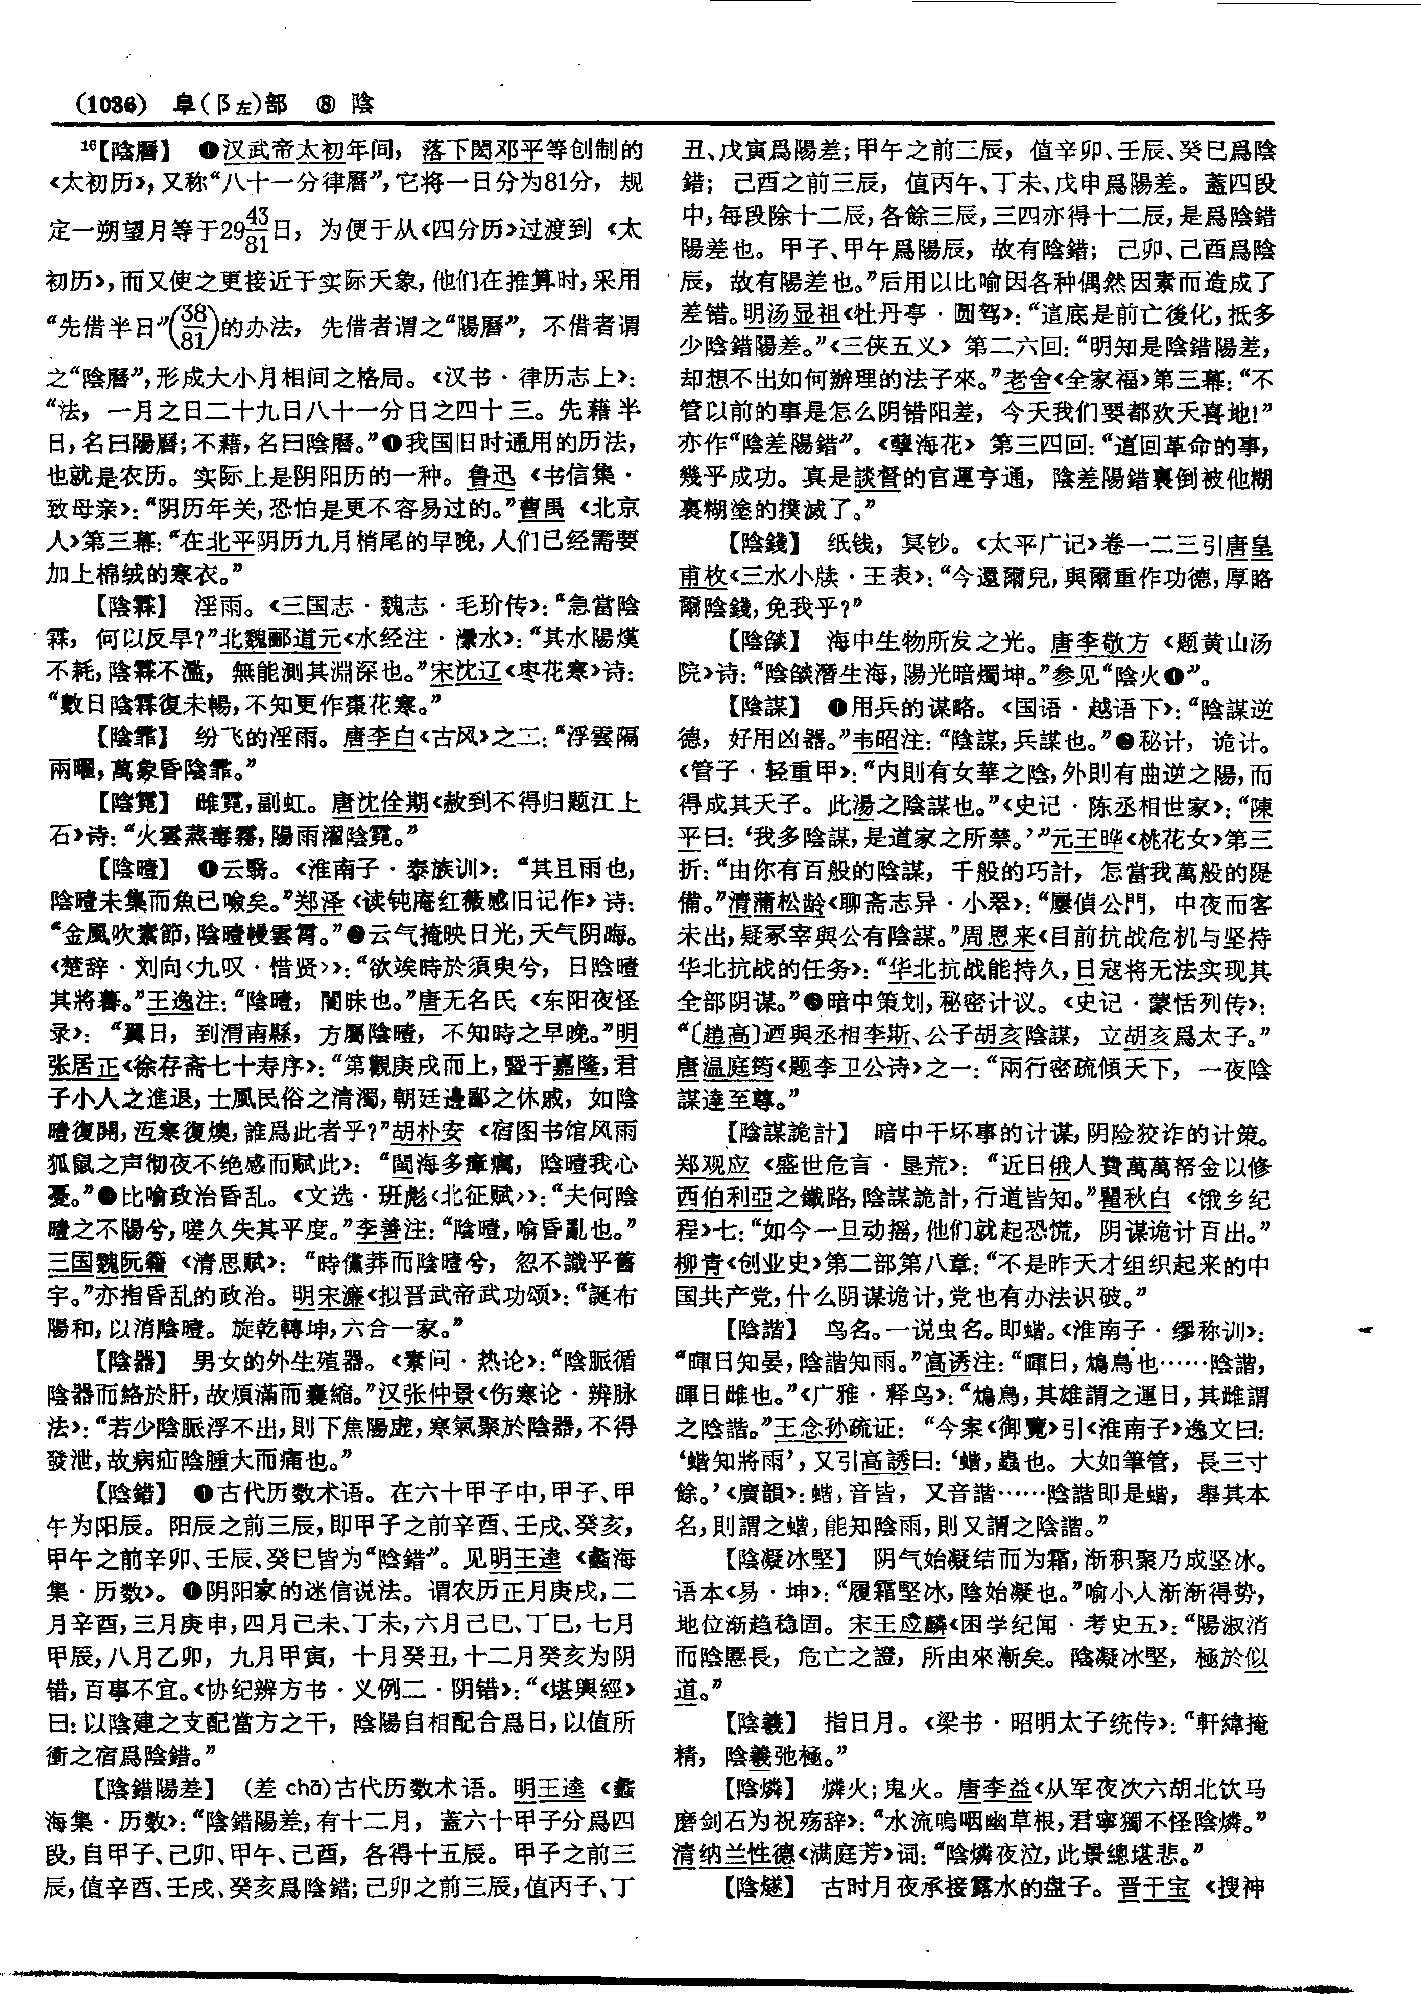 (1036) 阜(阝左)部 ⑧ 陰
16【陰曆】 ❶汉武帝太初年间，落下闳邓平等创制的
《太初历》，又称“八十一分律曆”，它将一日分为81分，规
定一朔望月等于29 43/81日，为便于从《四分历》过渡到《太
初历》，而又使之更接近于实际天象，他们在推算时，采用
“先借半日”(38/81)的办法，先借者谓之“陽曆”，不借者谓
之“陰曆”，形成大小月相间之格局。《汉书·律历志上》：
“法，一月之日二十九日八十一分日之四十三。先藉半
日，名曰陽曆；不藉，名曰陰曆。”❷我国旧时通用的历法，
也就是农历。实际上是阴阳历的一种。鲁迅《书信集·
致母亲》：“阴历年关，恐怕是更不容易过的。”曹禺《北京
人》第三幕：“在北平阴历九月梢尾的早晚，人们已经需要
加上棉绒的寒衣。”
【陰霖】 淫雨。《三国志·魏志·毛玠传》：“急當陰
霖，何以反旱？”北魏郦道元《水经注·㶟水》：“其水陽熯
不耗，陰霖不濫，無能測其淵深也。”宋沈辽《枣花寒》诗：
“數日陰霖復未暢，不知更作棗花寒。”
【陰霏】 纷飞的淫雨。唐李白《古风》之二：“浮雲隔
兩曜，萬象昏陰霏。”
【陰霓】 雌霓，副虹。唐沈佺期《赦到不得归题江上
石》诗：“火雲蒸毒霧，陽雨濯陰霓。”
【陰曀】 ❶云翳。《淮南子·泰族训》：“其且雨也，
陰曀未集而魚已噞矣。”郑泽《读钝庵红薇感旧记作》诗：
“金風吹素節，陰曀幔雲霄。”❷云气掩映日光，天气阴晦。
《楚辞·刘向〈九叹·惜贤〉》：“欲竢時於須臾兮，日陰曀
其將暮。”王逸注：“陰曀，闇昧也。”唐无名氏《东阳夜怪
录》：“翼日，到渭南縣，方屬陰曀，不知時之早晚。”明
张居正《徐存斋七十寿序》：“第觀庚戌而上，暨于嘉隆，君
子小人之進退，士風民俗之清濁，朝廷邊鄙之休戚，如陰
曀復開，沍寒復燠，誰爲此者乎？”胡朴安《宿图书馆风雨
狐鼠之声彻夜不绝感而赋此》：“閩海多瘴癘，陰曀我心
憂。”❸比喻政治昏乱。《文选·班彪〈北征赋〉》：“夫何陰
曀之不陽兮，嗟久失其平度。”李善注：“陰曀，喻昏亂也。”
三国魏阮籍《清思赋》：“時儻莽而陰曀兮，忽不識乎舊
宇。”亦指昏乱的政治。明宋濂《拟晋武帝武功颂》：“誕布
陽和，以消陰曀。旋乾轉坤，六合一家。”
【陰器】 男女的外生殖器。《素问·热论》：“陰脈循
陰器而絡於肝，故煩滿而囊縮。”汉张仲景《伤寒论·辨脉
法》：“若少陰脈浮不出，則下焦陽虛，寒氣聚於陰器，不得
發泄，故病疝陰腫大而痛也。”
【陰錯】 ❶古代历数术语。在六十甲子中，甲子、甲
午为阳辰。阳辰之前三辰，即甲子之前辛酉、壬戌、癸亥，
甲午之前辛卯、壬辰、癸巳皆为“陰錯”。见明王逵《蠡海
集·历数》。❷阴阳家的迷信说法。谓农历正月庚戌，二
月辛酉，三月庚申，四月己未、丁未，六月己巳、丁巳，七月
甲辰，八月乙卯，九月甲寅，十月癸丑，十二月癸亥为阴
错，百事不宜。《协纪辨方书·义例二·阴错》：“《堪輿經》
曰：以陰建之支配當方之干，陰陽自相配合爲日，以值所
衝之宿爲陰錯。”
【陰錯陽差】 (差 chā)古代历数术语。明王逵《蠡
海集·历数》：“陰錯陽差，有十二月，蓋六十甲子分爲四
段，自甲子、己卯、甲午、己酉，各得十五辰。甲子之前三
辰，值辛酉、壬戌、癸亥爲陰錯；己卯之前三辰，值丙子、丁
丑、戊寅爲陽差；甲午之前三辰，值辛卯、壬辰、癸巳爲陰
錯；己酉之前三辰，值丙午、丁未、戊申爲陽差。蓋四段
中，每段除十二辰，各餘三辰，三四亦得十二辰，是爲陰錯
陽差也。甲子、甲午爲陽辰，故有陰錯；己卯、己酉爲陰
辰，故有陽差也。”后用以比喻因各种偶然因素而造成了
差错。明汤显祖《牡丹亭·圆驾》：“這底是前亡後化，抵多
少陰錯陽差。”《三侠五义》第二六回：“明知是陰錯陽差，
却想不出如何辦理的法子來。”老舍《全家福》第三幕：“不
管以前的事是怎么阴错阳差，今天我们要都欢天喜地！”
亦作“陰差陽錯”。《孽海花》第三四回：“這回革命的事，
幾乎成功。真是談督的官運亨通，陰差陽錯裏倒被他糊
裏糊塗的撲滅了。”
【陰錢】 纸钱，冥钞。《太平广记》卷一二三引唐皇
甫枚《三水小牍·王表》：“今還爾兒，與爾重作功德，厚賂
爾陰錢，免我乎？”
【陰燄】 海中生物所发之光。唐李敬方《题黄山汤
院》诗：“陰燄潛生海，陽光暗燭坤。”参见“陰火❶”。
【陰謀】 ❶用兵的谋略。《国语·越语下》：“陰謀逆
德，好用凶器。”韦昭注：“陰謀，兵謀也。”❷秘计，诡计。
《管子·轻重甲》：“内則有女華之陰，外則有曲逆之陽，而
得成其天子。此湯之陰謀也。”《史记·陈丞相世家》：“陳
平曰：‘我多陰謀，是道家之所禁。’”元王晔《桃花女》第三
折：“由你有百般的陰謀，千般的巧計，怎當我萬般的隄
備。”清蒲松龄《聊斋志异·小翠》：“屢偵公門，中夜而客
未出，疑冢宰與公有陰謀。”周恩来《目前抗战危机与坚持
华北抗战的任务》：“华北抗战能持久，日寇将无法实现其
全部阴谋。”❸暗中策划，秘密计议。《史记·蒙恬列传》：
“〔趙高〕迺與丞相李斯、公子胡亥陰謀，立胡亥爲太子。”
唐温庭筠《题李卫公诗》之一：“兩行密疏傾天下，一夜陰
謀達至尊。”
【陰謀詭計】 暗中干坏事的计谋，阴险狡诈的计策。
郑观应《盛世危言·垦荒》：“近日俄人費萬萬帑金以修
西伯利亞之鐵路，陰謀詭計，行道皆知。”瞿秋白《饿乡纪
程》七：“如今一旦动摇，他们就起恐慌，阴谋诡计百出。”
柳青《创业史》第二部第八章：“不是昨天才组织起来的中
国共产党，什么阴谋诡计，党也有办法识破。”
【陰諧】 鸟名。一说虫名。即蝔。《淮南子·缪称训》：
“暉日知晏，陰諧知雨。”高诱注：“暉日，鴆鳥也……陰諧，
暉日雌也。”《广雅·释鸟》：“鴆鳥，其雄謂之運日，其雌謂
之陰諧。”王念孙疏证：“今案《御覽》引《淮南子》逸文曰：
‘蝔知將雨’，又引高誘曰：‘蝔，蟲也。大如筆管，長三寸
餘。’《廣韻》：蝔，音皆，又音諧……陰諧即是蝔，舉其本
名，則謂之蝔，能知陰雨，則又謂之陰諧。”
【陰凝冰堅】 阴气始凝结而为霜，渐积聚乃成坚冰。
语本《易·坤》：“履霜堅冰，陰始凝也。”喻小人渐渐得势，
地位渐趋稳固。宋王应麟《困学纪闻·考史五》：“陽淑消
而陰慝長，危亡之證，所由來漸矣。陰凝冰堅，極於似
道。”
【陰羲】 指日月。《梁书·昭明太子统传》：“軒緯掩
精，陰羲弛極。”
【陰燐】 燐火；鬼火。唐李益《从军夜次六胡北饮马
磨剑石为祝殇辞》：“水流嗚咽幽草根，君寧獨不怪陰燐。”
清纳兰性德《满庭芳》词：“陰燐夜泣，此景總堪悲。”
【陰燧】 古时月夜承接露水的盘子。晋干宝《搜神